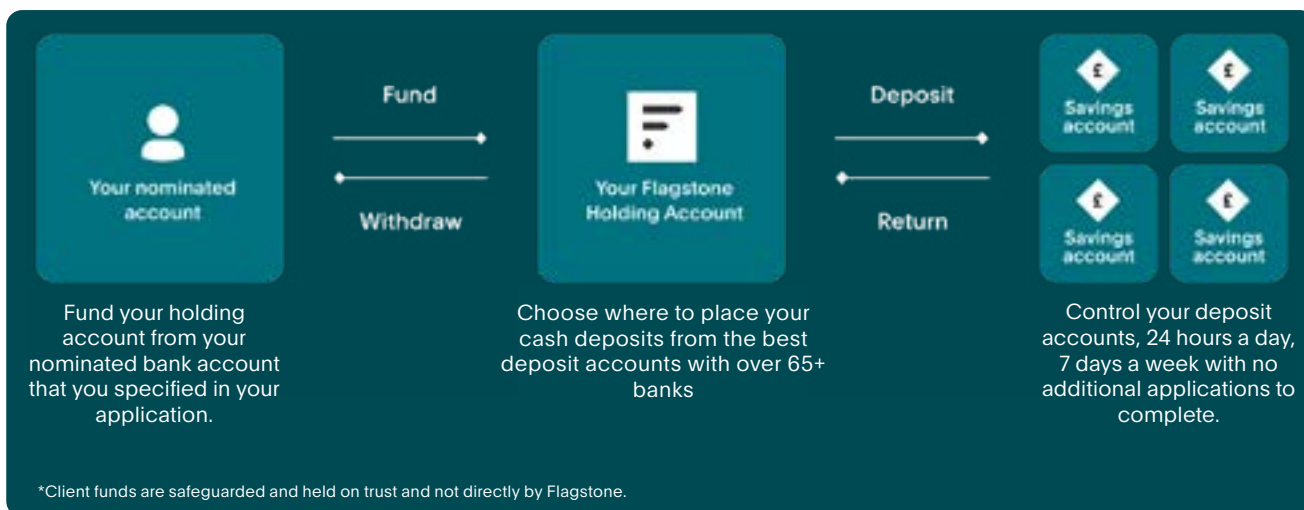 Your nominated
account
Fund
Withdraw
Your Flagstone
Holding Account
Deposit
Return
£
Savings
account
£
Savings
account
£
Savings
account
£
Savings
account
Fund your holding
account from your
nominated bank account
that you specified in your
application.
Choose where to place your
cash deposits from the best
deposit accounts with over 65+
banks
Control your deposit
accounts, 24 hours a day,
7 days a week with no
additional applications to
complete.
*Client funds are safeguarded and held on trust and not directly by Flagstone.